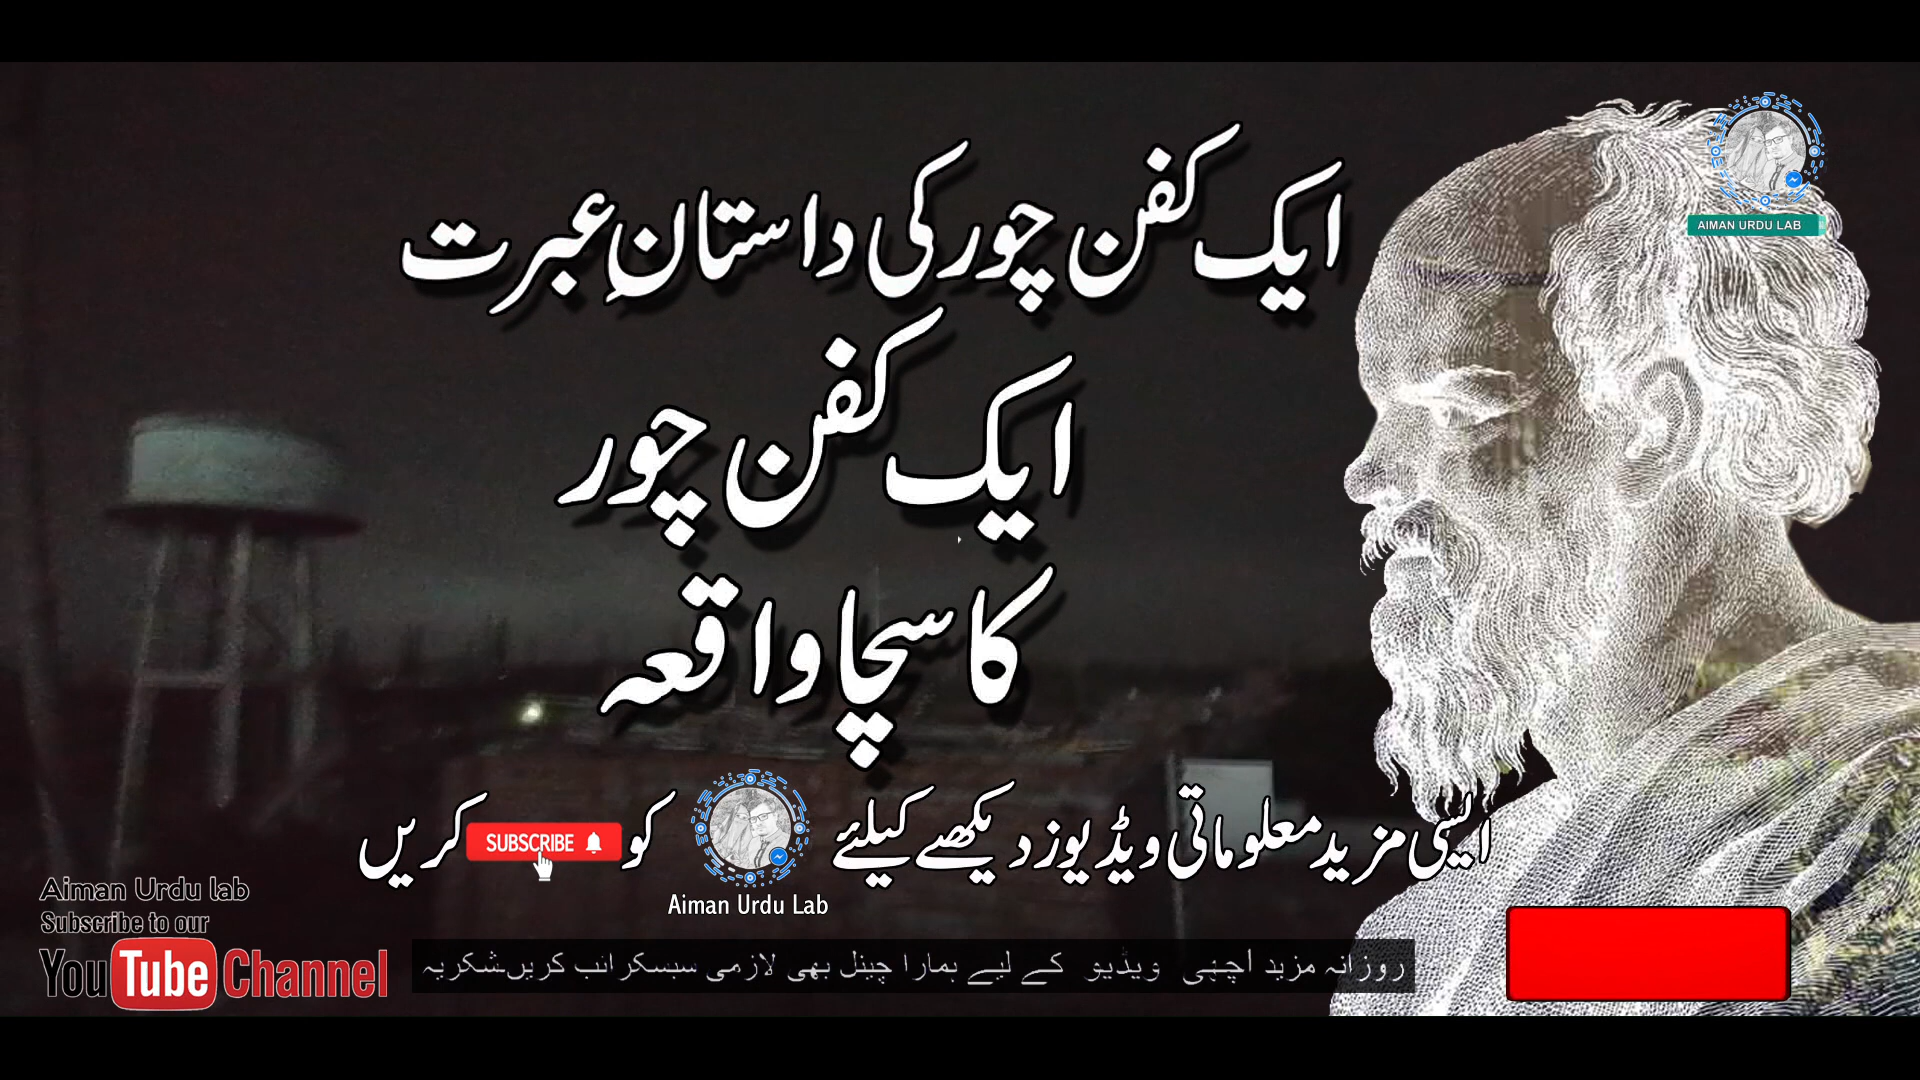 AIMAN URDU LAB
ایک کفن چور کی داستانِ عبرت
ایک کفن چور
کا سچا واقعہ
ایسی مزید معلوماتی ویڈیوز دیکھنے کیلئے Aiman Urdu Lab کو SUBSCRIBE کریں
Aiman Urdu lab
Subscribe to our
YouTube Channel
روزانہ مزید اچہی ویڈیو کے لیے ہمارا چینل بھی لازمی سبسکرائب کریں۔شکریہ